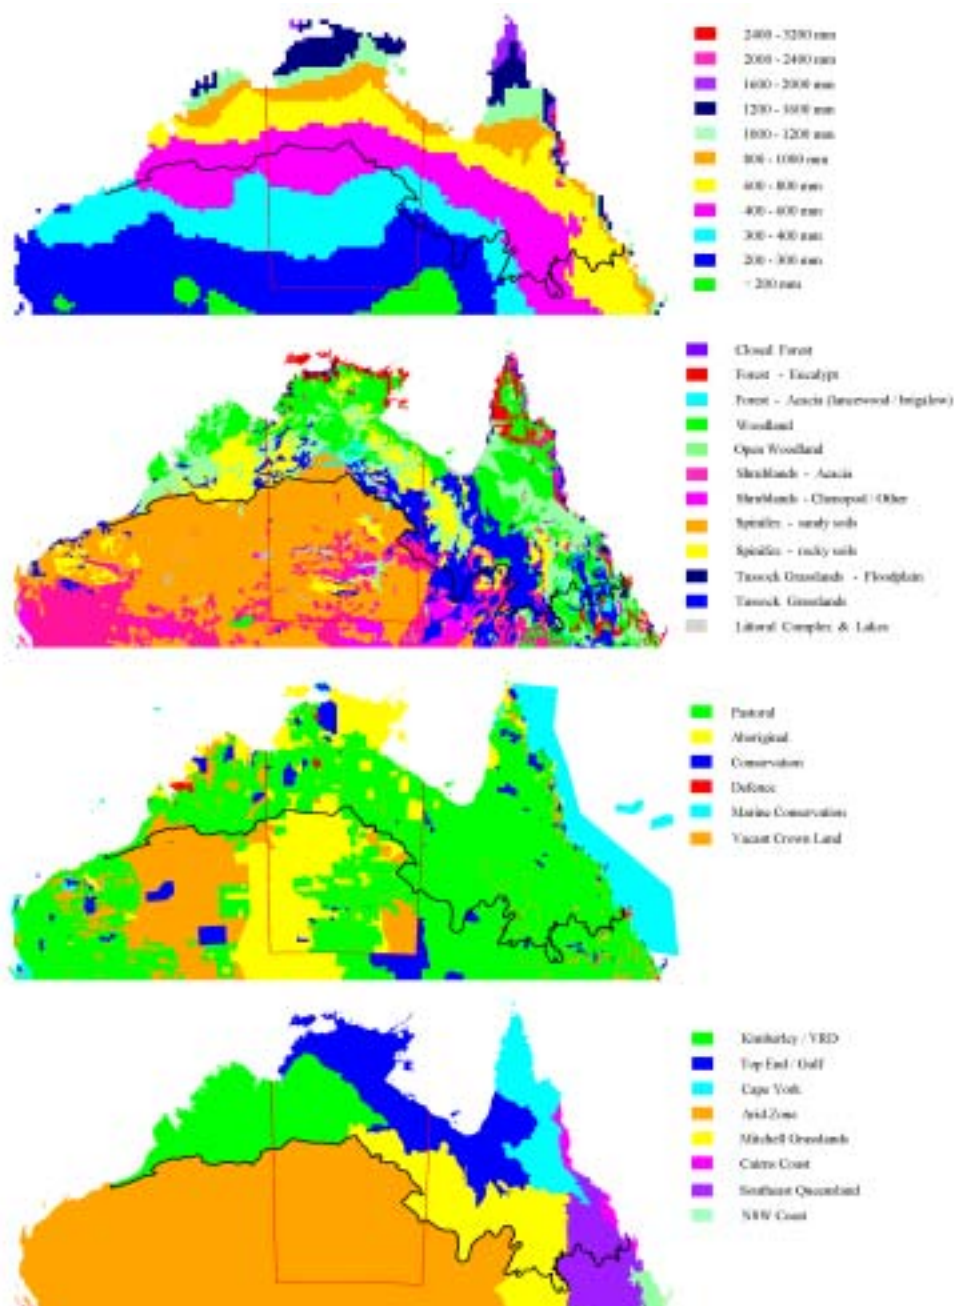 2400 - 3200 mm
2000 - 2400 mm
1600 - 2000 mm
1200 - 1600 mm
1000 - 1200 mm
800 - 1000 mm
600 - 800 mm
400 - 600 mm
300 - 400 mm
200 - 300 mm
< 200 mm
Closed Forest
Forest - Eucalypt
Forest - Acacia (lancewood / brigalow)
Woodland
Open Woodland
Shrublands - Acacia
Shrublands - Chenopod / Other
Spinifex - sandy soils
Spinifex - rocky soils
Tussock Grasslands - Floodplain
Tussock Grasslands
Littoral Complex & Lakes
Pastoral
Aboriginal
Conservation
Defence
Marine Conservation
Vacant Crown Land
Kimberley / VRD
Top End / Gulf
Cape York
Arid Zone
Mitchell Grasslands
Cairns Coast
Southeast Queensland
NSW Coast